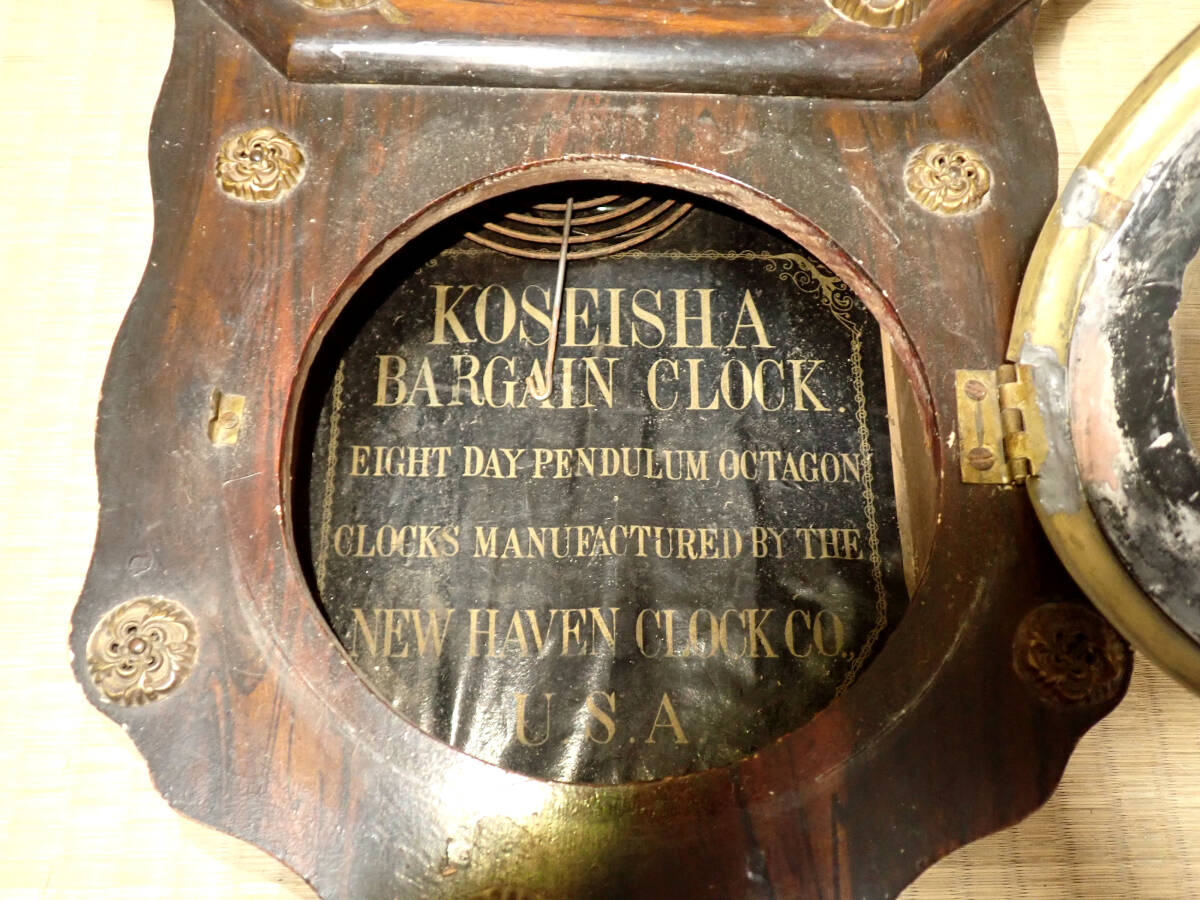 KOSEISHA
BARGAIN CLOCK.
EIGHT DAY PENDULUM OCTAGON
CLOCKS MANUFACTURED BY THE
NEW HAVEN CLOCK CO.,
U.S.A